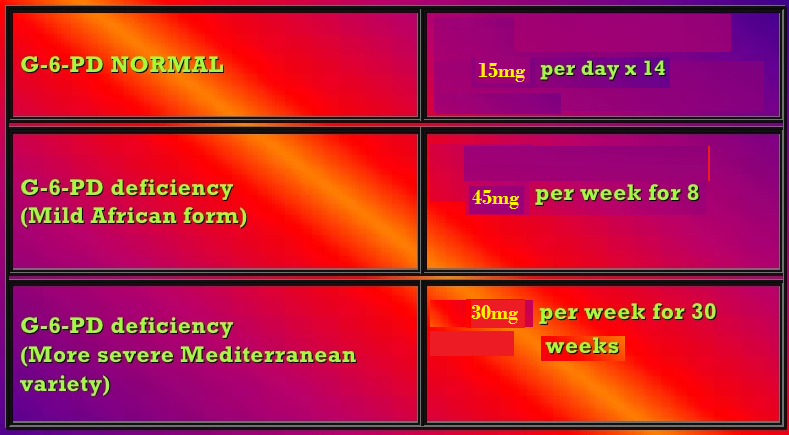 G-6-PD NORMAL
15mg per day x 14
G-6-PD deficiency
(Mild African form)
45mg per week for 8
G-6-PD deficiency
(More severe Mediterranean
variety)
30mg per week for 30
weeks